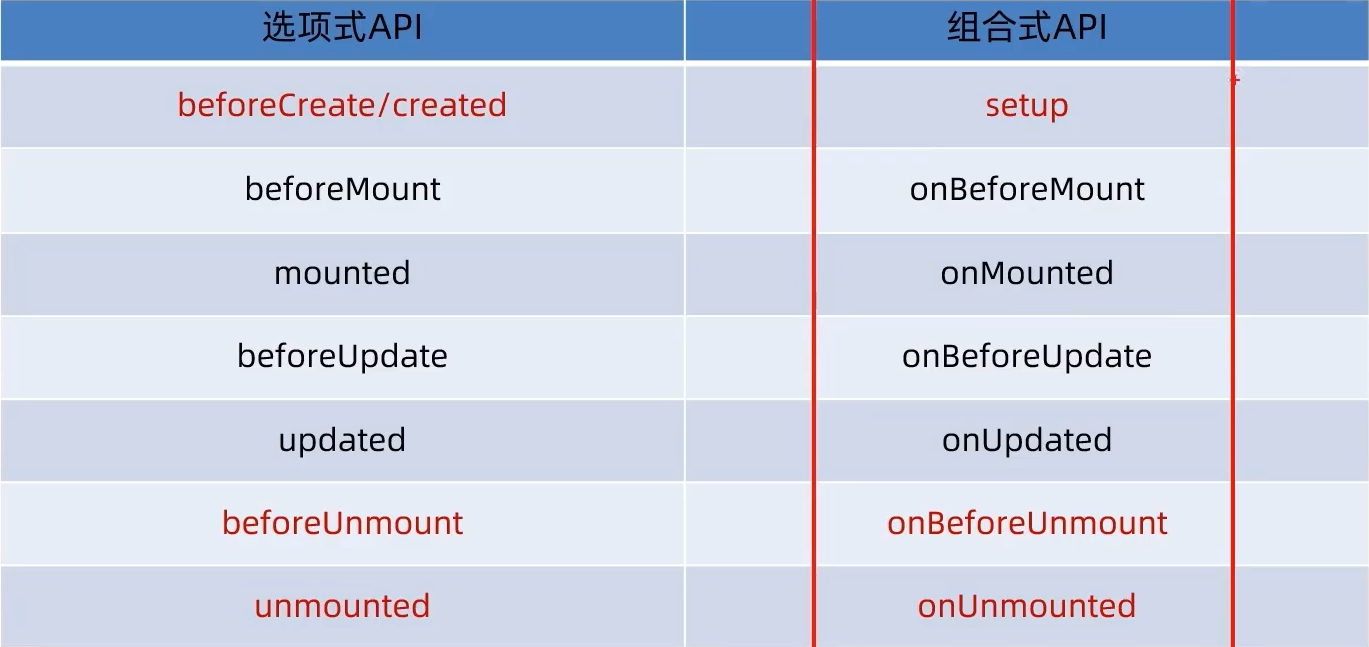 选项式API 组合式API
beforeCreate/created setup
beforeMount onBeforeMount
mounted onMounted
beforeUpdate onBeforeUpdate
updated onUpdated
beforeUnmount onBeforeUnmount
unmounted onUnmounted